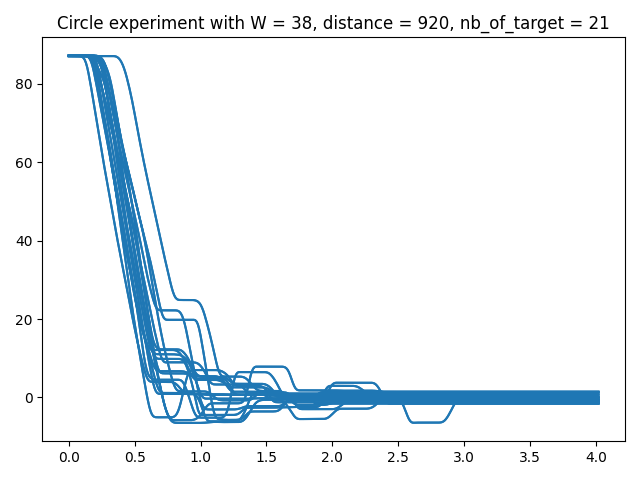 Circle experiment with W = 38, distance = 920, nb_of_target = 21
80
60
40
20
0
0.0 0.5 1.0 1.5 2.0 2.5 3.0 3.5 4.0